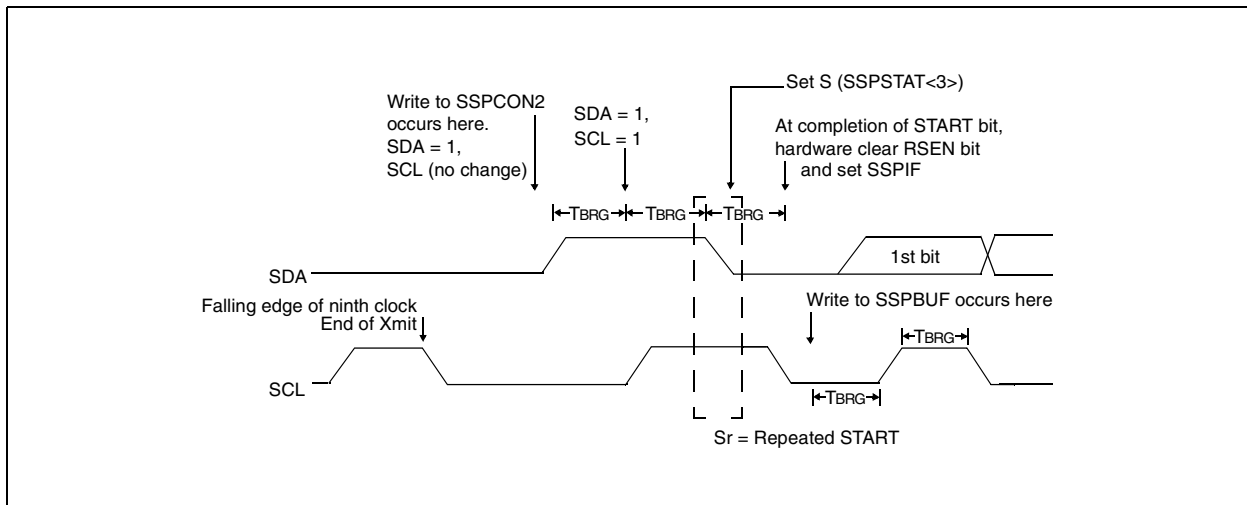 Set S (SSPSTAT<3>)
Write to SSPCON2
occurs here.
SDA = 1,
SCL (no change)
SDA = 1,
SCL = 1
At completion of START bit,
hardware clear RSEN bit
and set SSPIF
TBRG
TBRG
TBRG
SDA
1st bit
Falling edge of ninth clock
End of Xmit
Write to SSPBUF occurs here
TBRG
SCL
TBRG
Sr = Repeated START